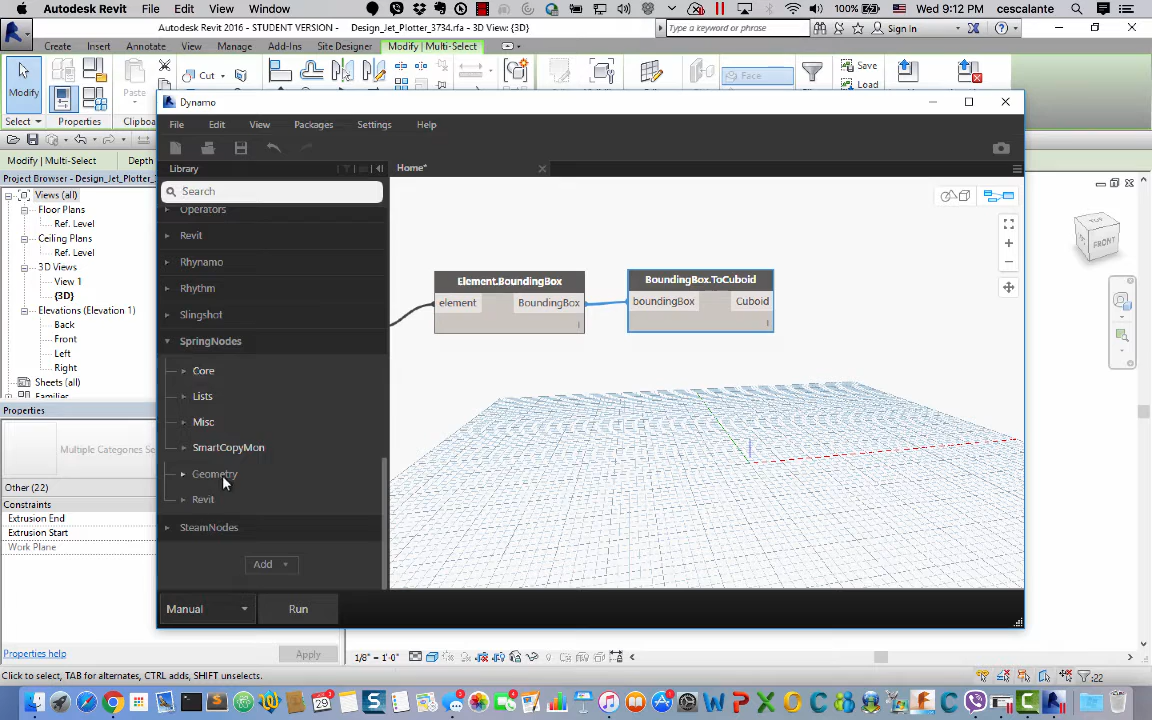 Autodesk Revit File Edit View Window 100% Wed 9:12 PM cescalante
Autodesk Revit 2016 - STUDENT VERSION - Design_Jet_Plotter_3734.rfa - 3D View: {3D} Type a keyword or phrase Sign In
Create Insert Annotate View Manage Add-Ins Site Designer Modify | Multi-Select
Modify Paste Cut Face Save
Load
Select Properties Clipboa
Modify | Multi-Select Depth
Project Browser - Design_Jet_Plotter_
Views (all)
Floor Plans
Ref. Level
Ceiling Plans
Ref. Level
3D Views
View 1
{3D}
Elevations (Elevation 1)
Back
Front
Left
Right
Sheets (all)
Families
Properties
Multiple Categories Se
Other (22)
Constraints
Extrusion End
Extrusion Start
Work Plane
Properties help Apply
Dynamo
File Edit View Packages Settings Help
Library Home*
Search
Operators
Revit
Rhynamo
Rhythm
Slingshot
SpringNodes
Core
Lists
Misc
SmartCopyMon
Geometry
Revit
SteamNodes
Add
Manual Run
Element.BoundingBox
element BoundingBox
BoundingBox.ToCuboid
boundingBox Cuboid
TOP
FRONT
1/8" = 1'-0"
Click to select, TAB for alternates, CTRL adds, SHIFT unselects. :22